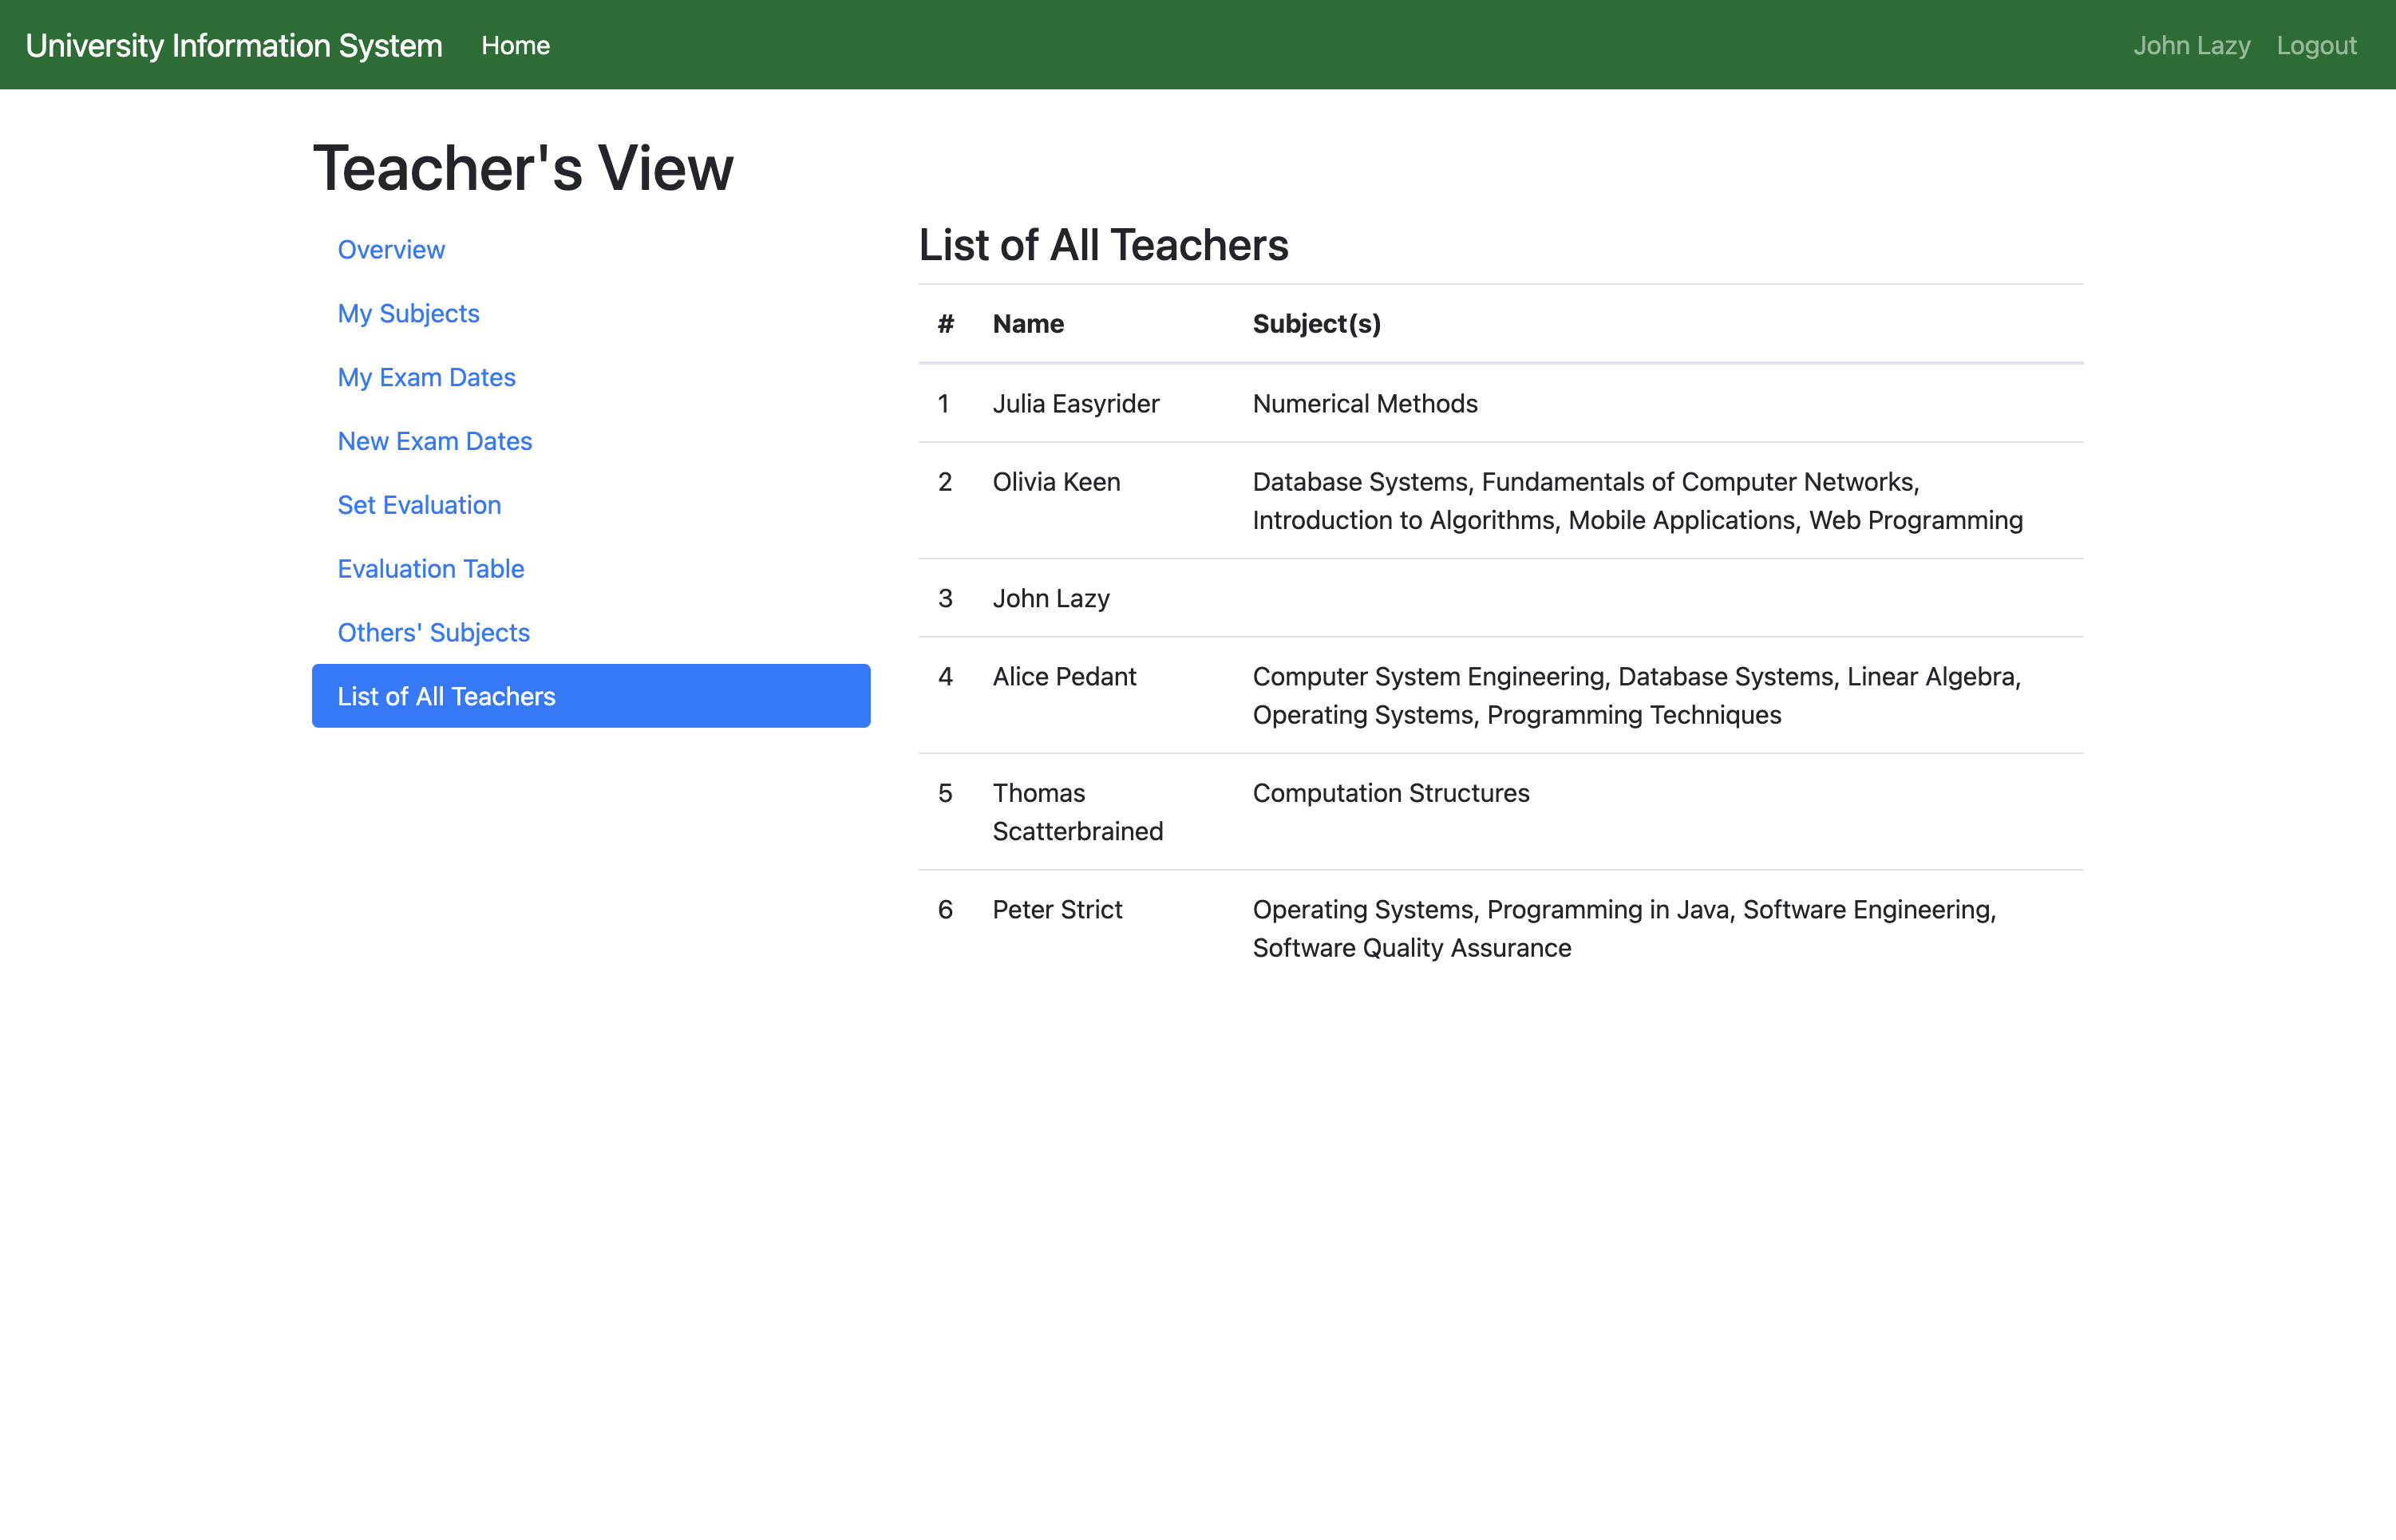 University Information System Home John Lazy Logout
Teacher's View
Overview
My Subjects
My Exam Dates
New Exam Dates
Set Evaluation
Evaluation Table
Others' Subjects
List of All Teachers
List of All Teachers
# Name Subject(s)
1 Julia Easyrider Numerical Methods
2 Olivia Keen Database Systems, Fundamentals of Computer Networks,
Introduction to Algorithms, Mobile Applications, Web Programming
3 John Lazy
4 Alice Pedant Computer System Engineering, Database Systems, Linear Algebra,
Operating Systems, Programming Techniques
5 Thomas Computation Structures
Scatterbrained
6 Peter Strict Operating Systems, Programming in Java, Software Engineering,
Software Quality Assurance